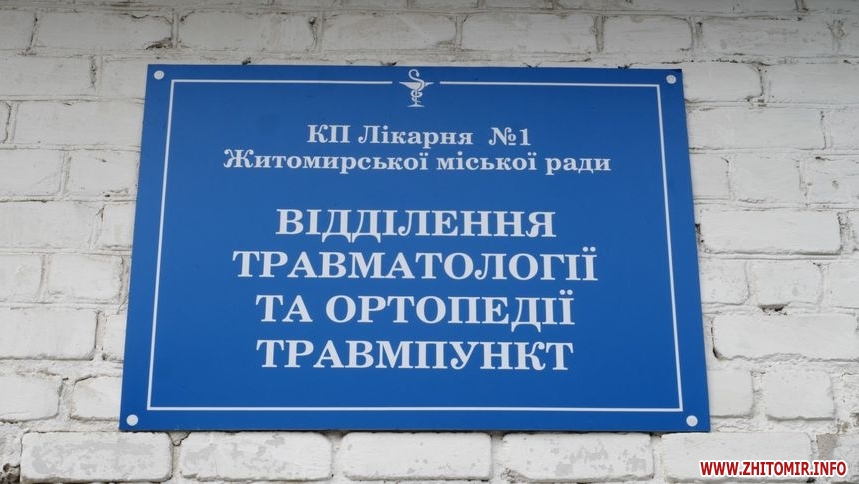 КП Лікарня №1
Житомирської міської ради
ВІДДІЛЕННЯ
ТРАВМАТОЛОГІЇ
ТА ОРТОПЕДІЇ
ТРАВМПУНКТ
WWW.ZHITOMIR.INFO